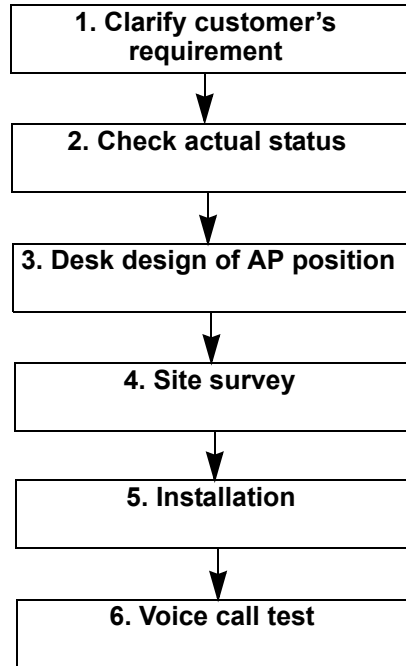 1. Clarify customer's
requirement
2. Check actual status
3. Desk design of AP position
4. Site survey
5. Installation
6. Voice call test